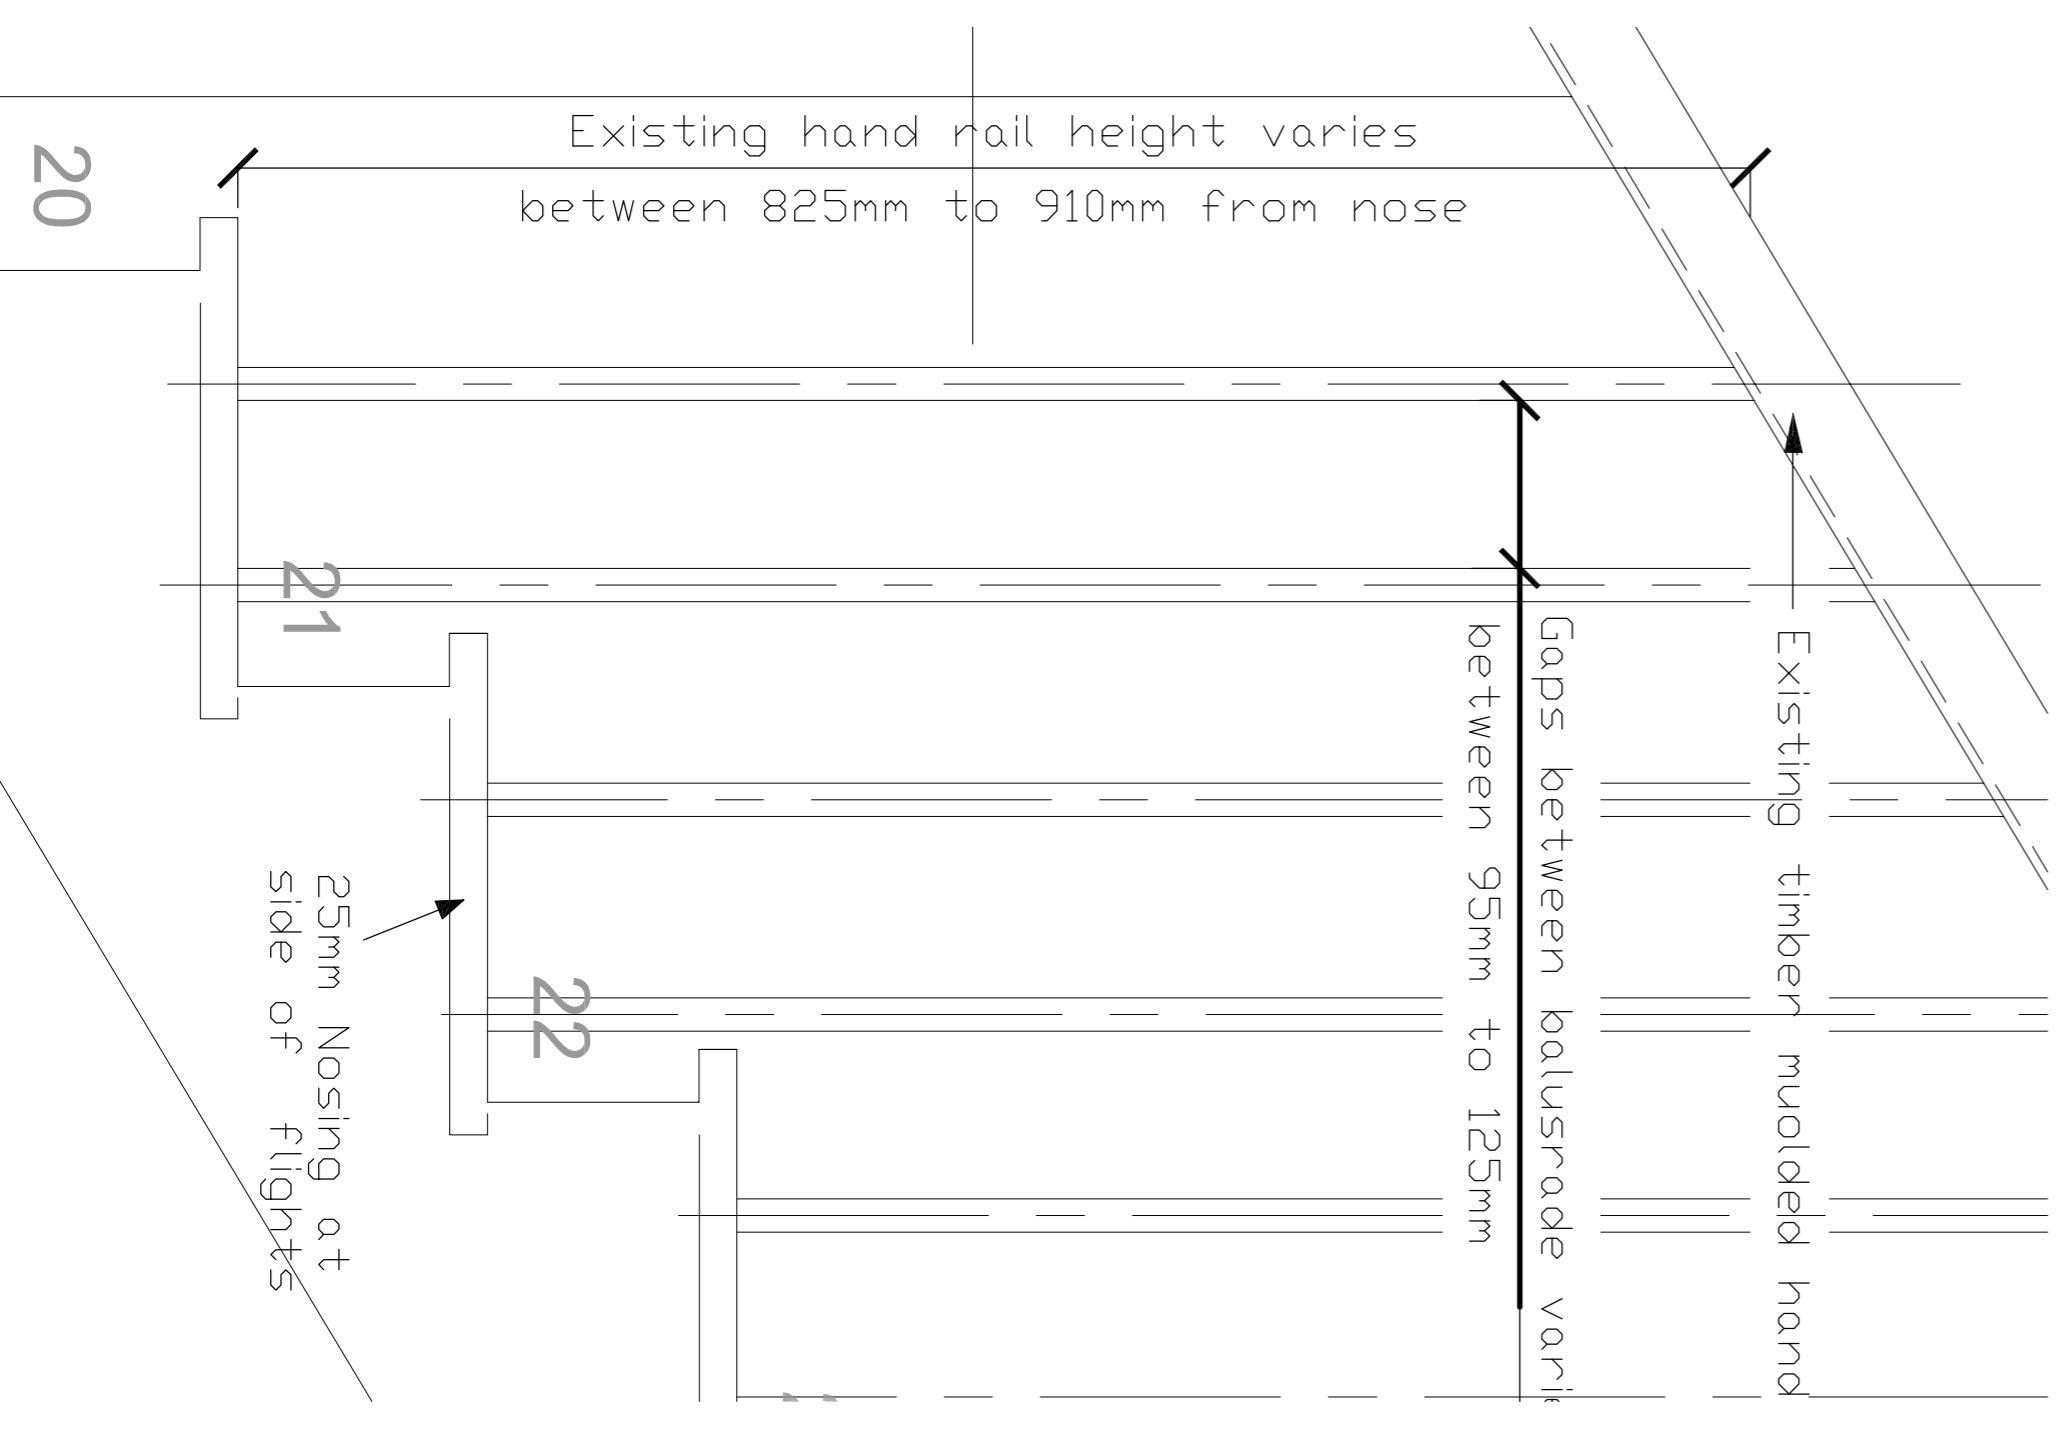 Existing hand rail height varies
between 825mm to 910mm from nose
20
21
22
Gaps between balusrade
between 95mm to 125mm
Existing timber muolded hand
25mm Nosing at
side of flights